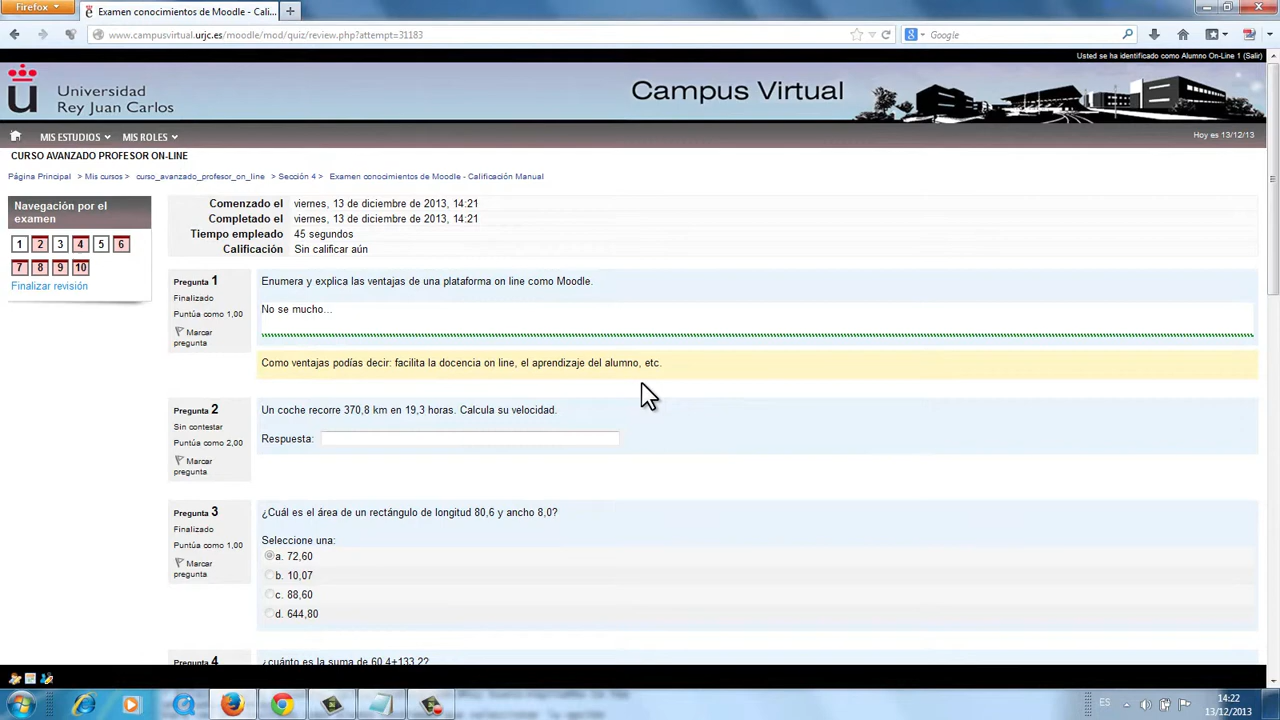 Firefox
Examen conocimientos de Moodle - Cali...
www.campusvirtual.urjc.es/moodle/mod/quiz/review.php?attempt=31183
Google
Usted se ha identificado como Alumno On-Line 1 (Salir)
Universidad
Rey Juan Carlos
Campus Virtual
MIS ESTUDIOS
MIS ROLES
Hoy es 13/12/13
CURSO AVANZADO PROFESOR ON-LINE
Página Principal > Mis cursos > curso_avanzado_profesor_on_line > Sección 4 > Examen conocimientos de Moodle - Calificación Manual
Navegación por el
examen
1 2 3 4 5 6
7 8 9 10
Finalizar revisión
Comenzado el viernes, 13 de diciembre de 2013, 14:21
Completado el viernes, 13 de diciembre de 2013, 14:21
Tiempo empleado 45 segundos
Calificación Sin calificar aún
Pregunta 1
Finalizado
Puntúa como 1,00
Marcar
pregunta
Enumera y explica las ventajas de una plataforma on line como Moodle.
No se mucho...
Como ventajas podías decir: facilita la docencia on line, el aprendizaje del alumno, etc.
Pregunta 2
Sin contestar
Puntúa como 2,00
Marcar
pregunta
Un coche recorre 370,8 km en 19,3 horas. Calcula su velocidad.
Respuesta:
Pregunta 3
Finalizado
Puntúa como 1,00
Marcar
pregunta
¿Cuál es el área de un rectángulo de longitud 80,6 y ancho 8,0?
Seleccione una:
a. 72,60
b. 10,07
c. 88,60
d. 644,80
Pregunta 4
¿cuánto es la suma de 60,4+133,2?
ES
14:22
13/12/2013